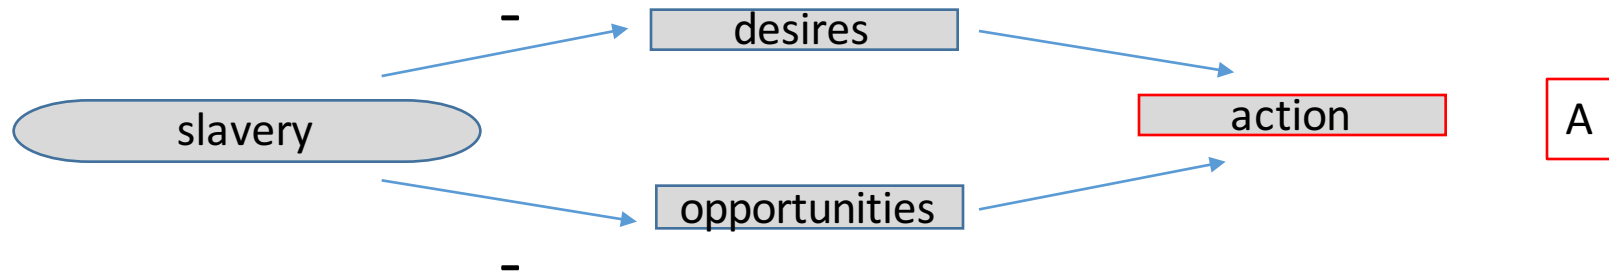 -
desires
slavery
action
A
opportunities
-